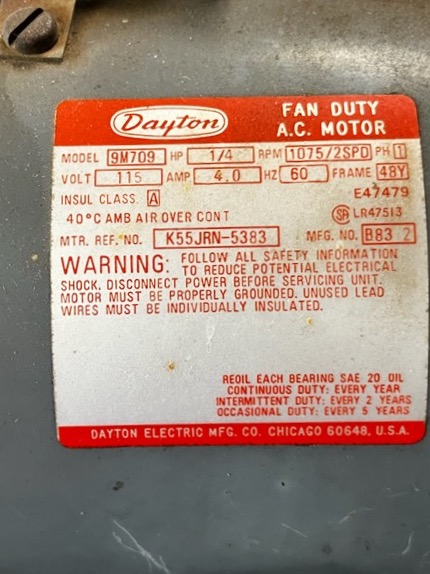 Dayton
FAN DUTY
A.C. MOTOR
MODEL 9M709 HP 1/4 RPM 1075/2SPD PH 1
VOLT 115 AMP 4.0 HZ 60 FRAME 48Y
INSUL CLASS. A E47479
40°C AMB AIR OVER CONT SA LR47513
MTR. REF. NO. K55JRN-5383 MFG. NO. B83 2
WARNING: FOLLOW ALL SAFETY INFORMATION
TO REDUCE POTENTIAL ELECTRICAL
SHOCK. DISCONNECT POWER BEFORE SERVICING UNIT.
MOTOR MUST BE PROPERLY GROUNDED. UNUSED LEAD
WIRES MUST BE INDIVIDUALLY INSULATED.
REOIL EACH BEARING SAE 20 OIL
CONTINUOUS DUTY: EVERY YEAR
INTERMITTENT DUTY: EVERY 2 YEARS
OCCASIONAL DUTY: EVERY 5 YEARS
DAYTON ELECTRIC MFG. CO. CHICAGO 60648, U.S.A.